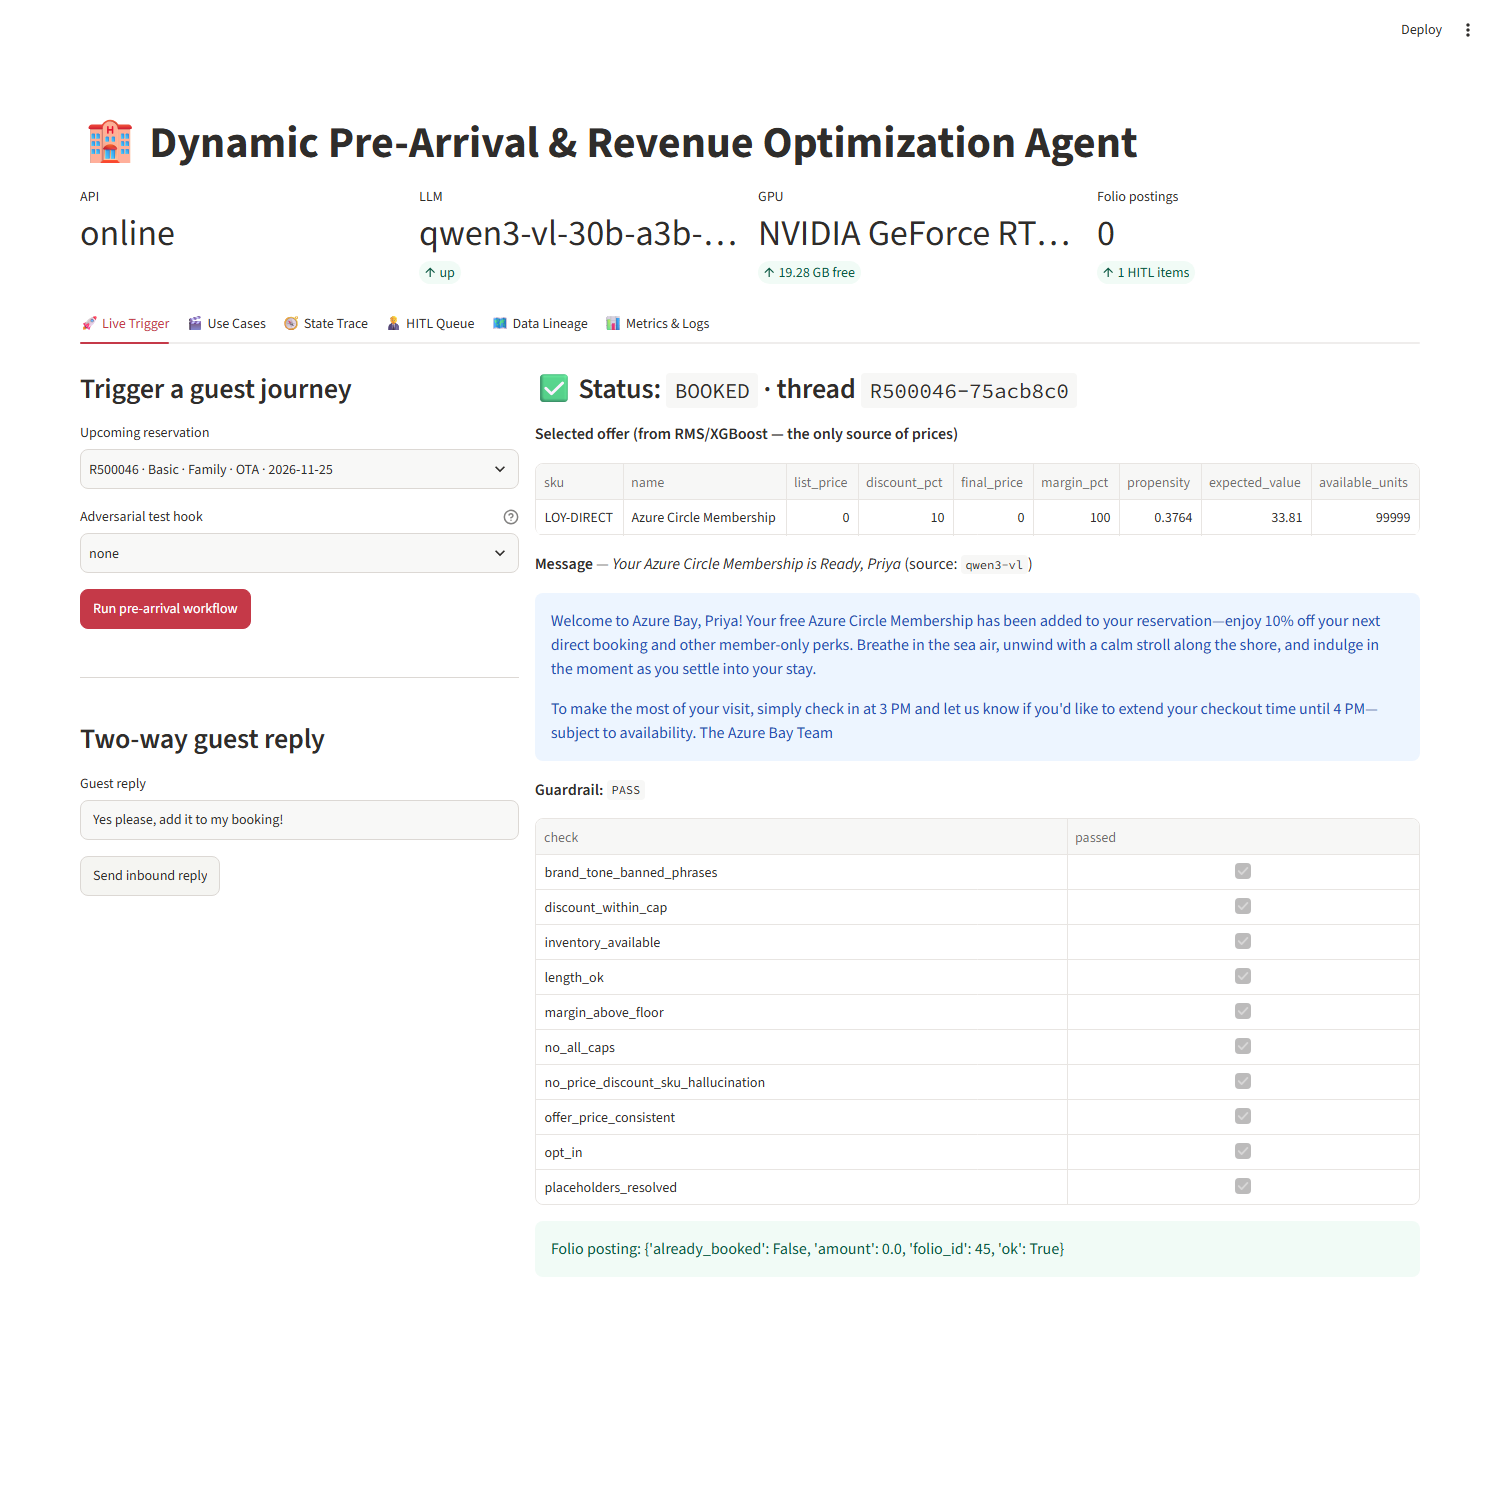 Deploy
Dynamic Pre-Arrival & Revenue Optimization Agent
API
online
LLM
qwen3-vl-30b-a3b-...
↑ up
GPU
NVIDIA GeForce RT...
↑ 19.28 GB free
Folio postings
0
↑ 1 HITL items
Live Trigger
Use Cases
State Trace
HITL Queue
Data Lineage
Metrics & Logs
Trigger a guest journey
Upcoming reservation
R500046 · Basic · Family · OTA · 2026-11-25
Adversarial test hook
none
Run pre-arrival workflow
Two-way guest reply
Guest reply
Yes please, add it to my booking!
Send inbound reply
Status: BOOKED · thread R500046-75acb8c0
Selected offer (from RMS/XGBoost — the only source of prices)
sku name list_price discount_pct final_price margin_pct propensity expected_value available_units
LOY-DIRECT Azure Circle Membership 0 10 0 100 0.3764 33.81 99999
Message — Your Azure Circle Membership is Ready, Priya (source: qwen3-vl )
Welcome to Azure Bay, Priya! Your free Azure Circle Membership has been added to your reservation—enjoy 10% off your next
direct booking and other member-only perks. Breathe in the sea air, unwind with a calm stroll along the shore, and indulge in
the moment as you settle into your stay.
To make the most of your visit, simply check in at 3 PM and let us know if you'd like to extend your checkout time until 4 PM—
subject to availability. The Azure Bay Team
Guardrail: PASS
check passed
brand_tone_banned_phrases
discount_within_cap
inventory_available
length_ok
margin_above_floor
no_all_caps
no_price_discount_sku_hallucination
offer_price_consistent
opt_in
placeholders_resolved
Folio posting: {'already_booked': False, 'amount': 0.0, 'folio_id': 45, 'ok': True}